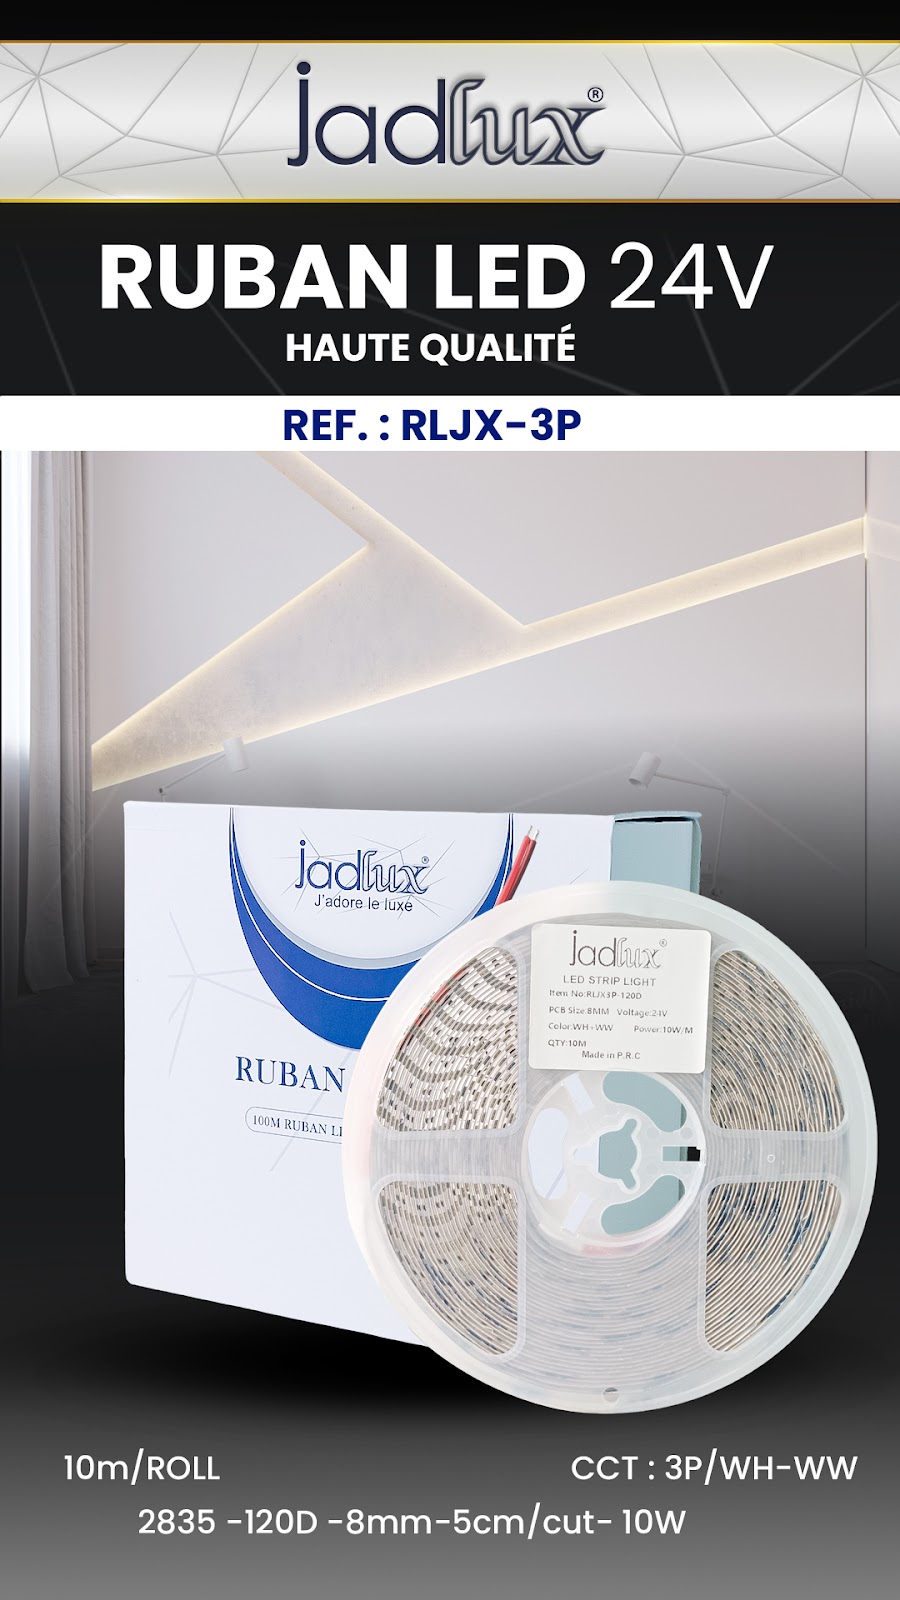 jadlux®
RUBAN LED 24V
HAUTE QUALITÉ
REF. : RLJX-3P
jadlux®
J'adore le luxe
RUBAN
100M RUBAN
jadlux®
LED STRIP LIGHT
Item No:RLJX3P-120D
PCB Size:8MM Voltage:24V
Color:WH+WW Power:10W/M
QTY:10M
Made in P.R.C
10m/ROLL
CCT : 3P/WH-WW
2835 -120D -8mm-5cm/cut- 10W